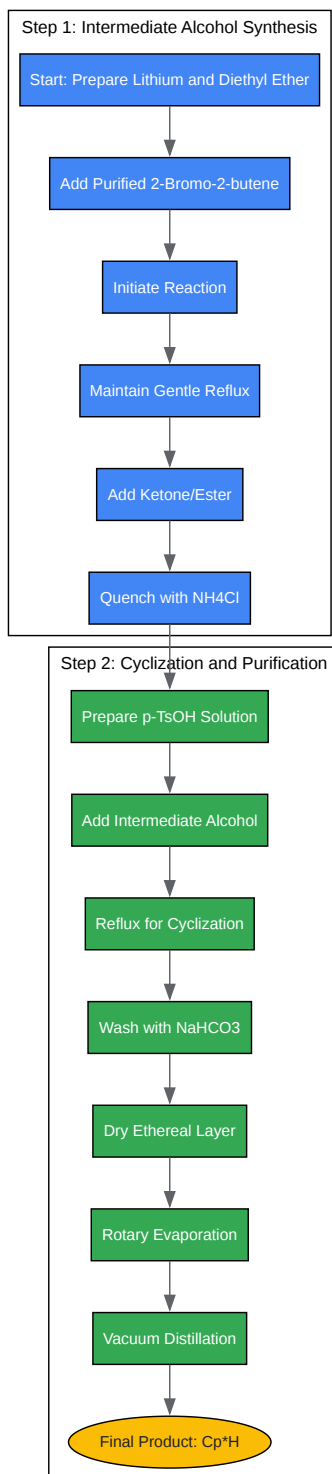 Step 1: Intermediate Alcohol Synthesis
Start: Prepare Lithium and Diethyl Ether
Add Purified 2-Bromo-2-butene
Initiate Reaction
Maintain Gentle Reflux
Add Ketone/Ester
Quench with NH4Cl
Step 2: Cyclization and Purification
Prepare p-TsOH Solution
Add Intermediate Alcohol
Reflux for Cyclization
Wash with NaHCO3
Dry Ethereal Layer
Rotary Evaporation
Vacuum Distillation
Final Product: Cp*H